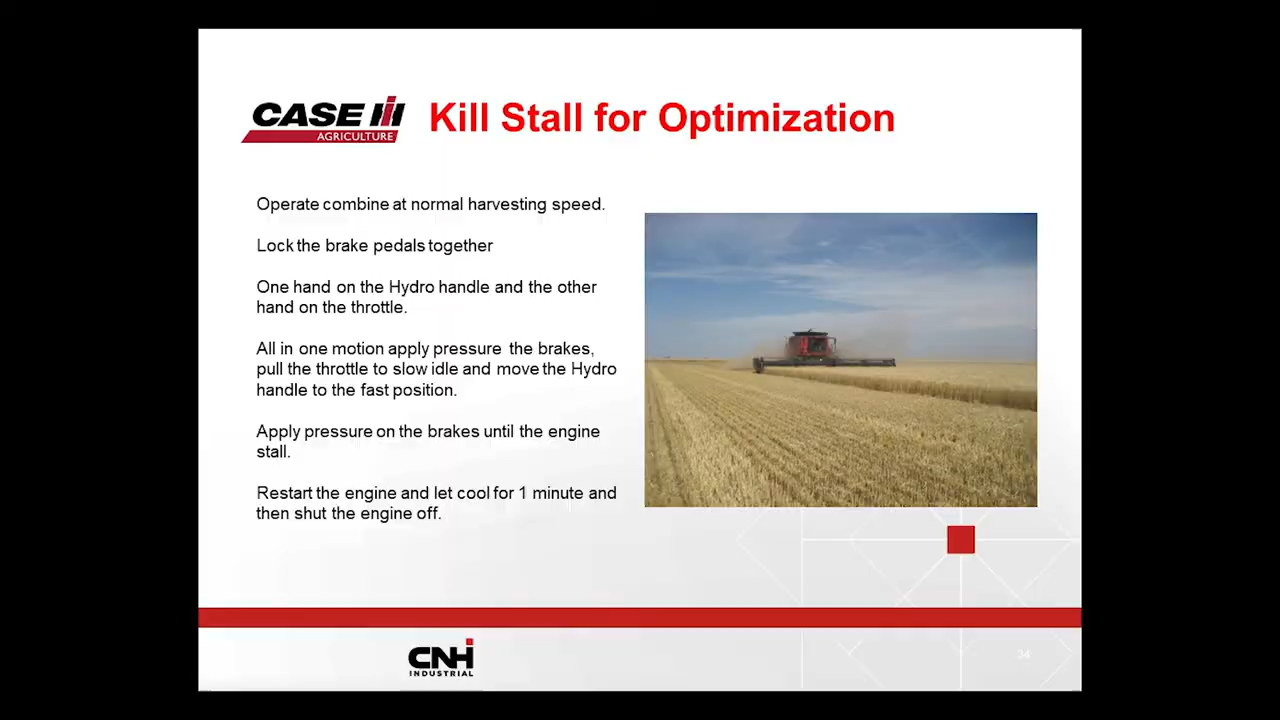 CASE IH
AGRICULTURE
Kill Stall for Optimization
Operate combine at normal harvesting speed.
Lock the brake pedals together
One hand on the Hydro handle and the other
hand on the throttle.
All in one motion apply pressure the brakes,
pull the throttle to slow idle and move the Hydro
handle to the fast position.
Apply pressure on the brakes until the engine
stall.
Restart the engine and let cool for 1 minute and
then shut the engine off.
CNH
INDUSTRIAL
34